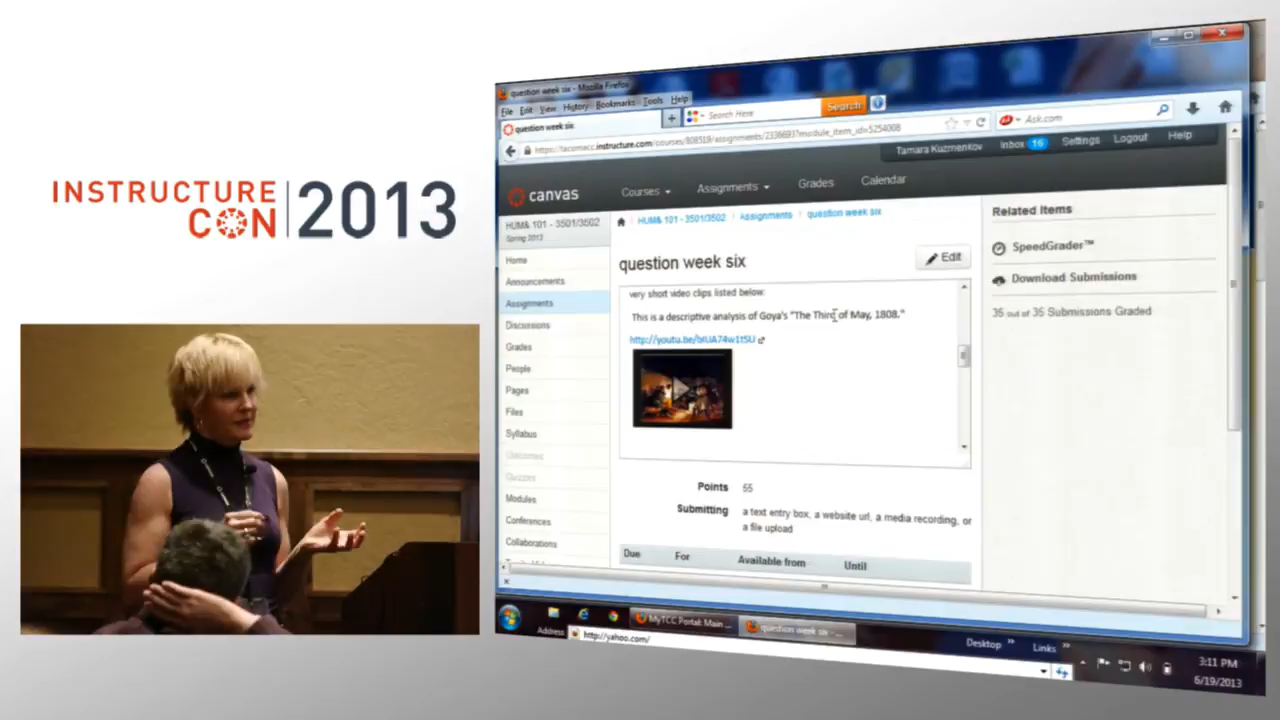 INSTRUCTURE
CON 2013
question week six - Mozilla Firefox
File Edit View History Bookmarks Tools Help
Search Here
Search
question week six
Ask.com
Tamara Kuzmenkov Inbox 16 Settings Logout Help
canvas Courses Assignments Grades Calendar
HUM& 101 - 3501/3502
Spring 2013
HUM& 101 - 3501/3502 Assignments question week six
Home
Announcements
Assignments
Discussions
Grades
People
Pages
Files
Syllabus
Outcomes
Quizzes
Modules
Conferences
Collaborations
question week six
Edit
very short video clips listed below:
This is a descriptive analysis of Goya's "The Third of May, 1808."
Points 55
Submitting a text entry box, a website url, a media recording, or
a file upload
Due For Available from Until
Related Items
SpeedGrader™
Download Submissions
35 out of 35 Submissions Graded
MyTCC Portal: Main ...
question week six - ...
Address http://yahoo.com/
Desktop Links
3:11 PM
6/19/2013